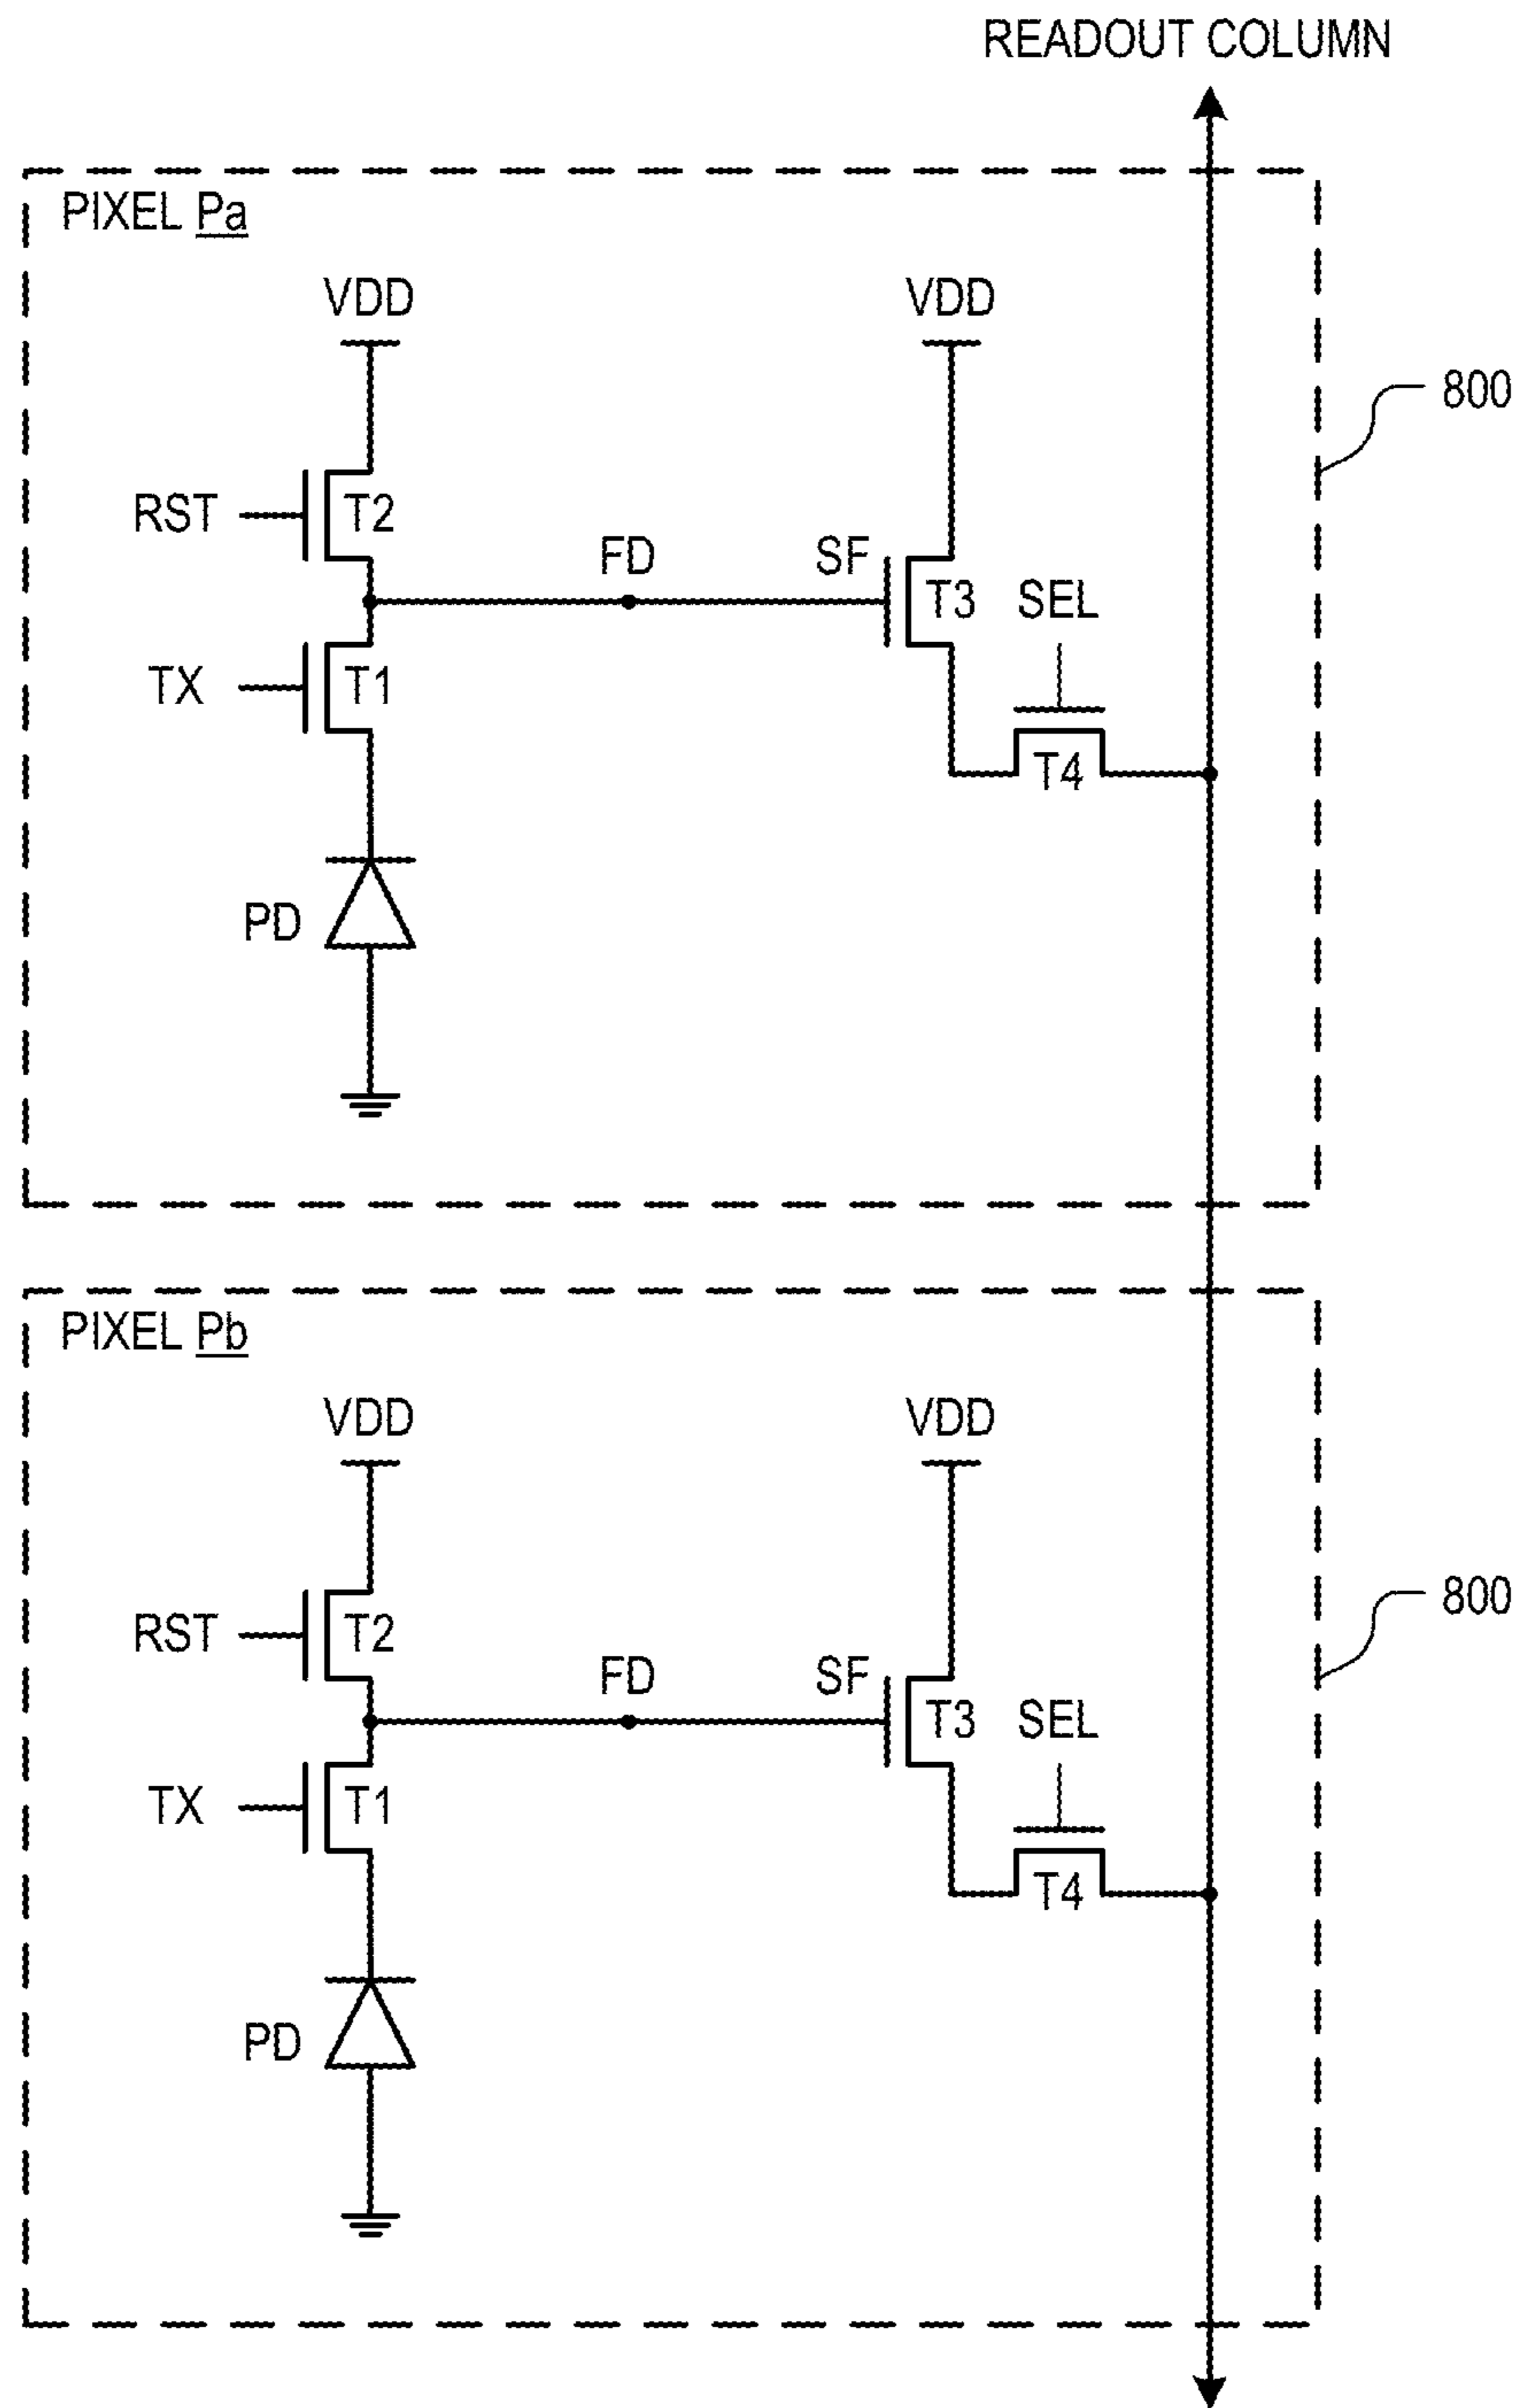 READOUT COLUMN
PIXEL Pa
VDD
VDD
800
RST
T2
FD
SF
T3
SEL
TX
T1
T4
PD
PIXEL Pb
VDD
VDD
800
RST
T2
FD
SF
T3
SEL
TX
T1
T4
PD